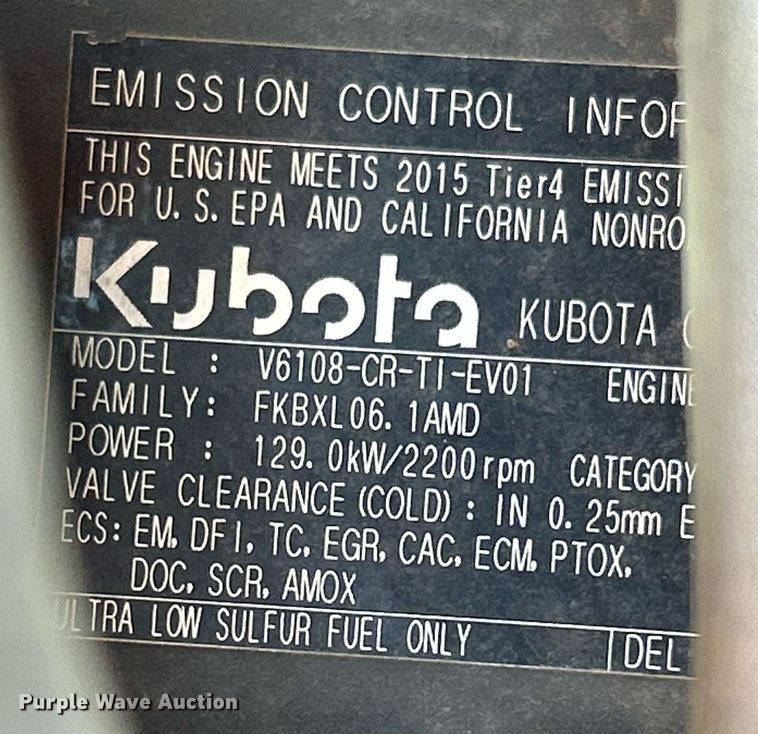 EMISSION CONTROL INFOR
THIS ENGINE MEETS 2015 Tier4 EMISSI
FOR U.S.EPA AND CALIFORNIA NONRO
Kubota KUBOTA
MODEL : V6108-CR-TI-EV01 ENGINE
FAMILY: FKBXL06.1AMD
POWER : 129.0kW/2200rpm CATEGORY
VALVE CLEARANCE (COLD) : IN 0.25mm E
ECS: EM, DFI, TC, EGR, CAC, ECM, PTOX,
DOC, SCR, AMOX
ULTRA LOW SULFUR FUEL ONLY DEL
Purple Wave Auction